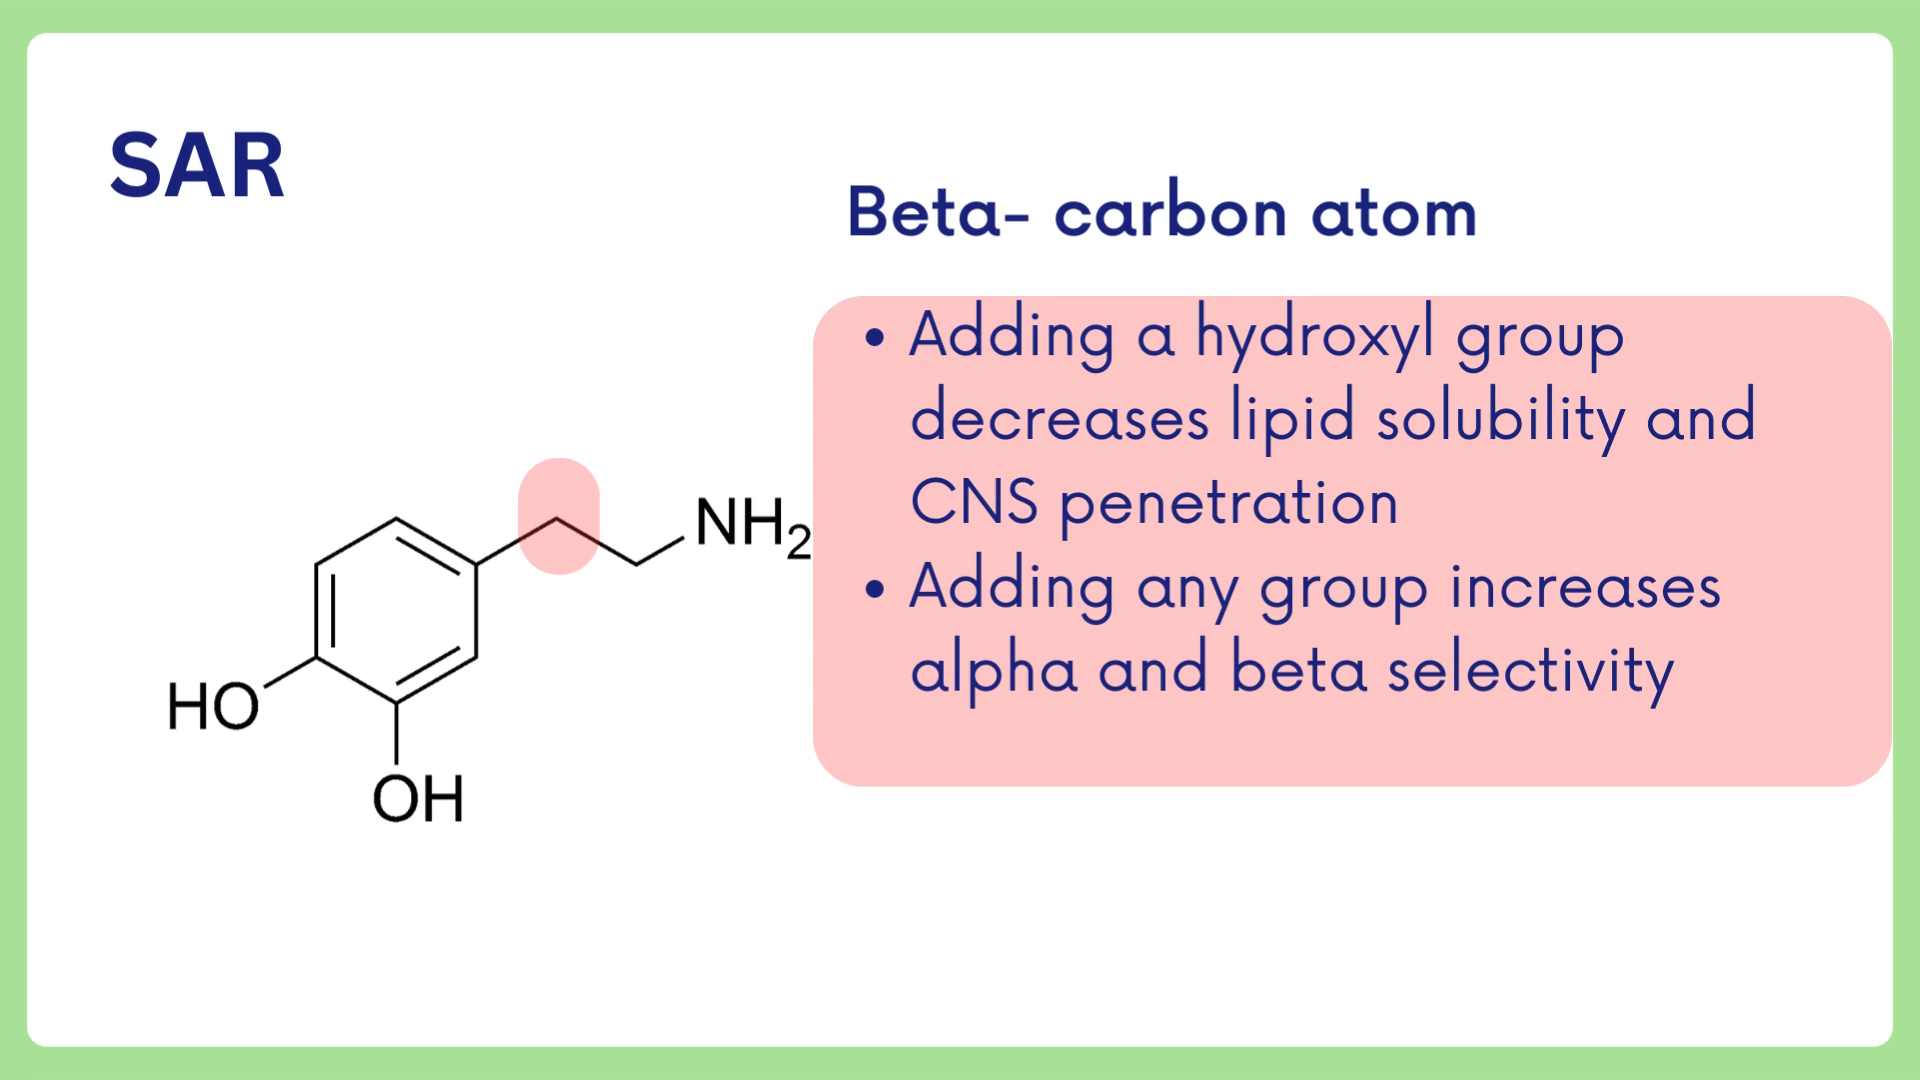 SAR
Beta- carbon atom
• Adding a hydroxyl group
decreases lipid solubility and
CNS penetration
• Adding any group increases
alpha and beta selectivity
NH2
HO
OH